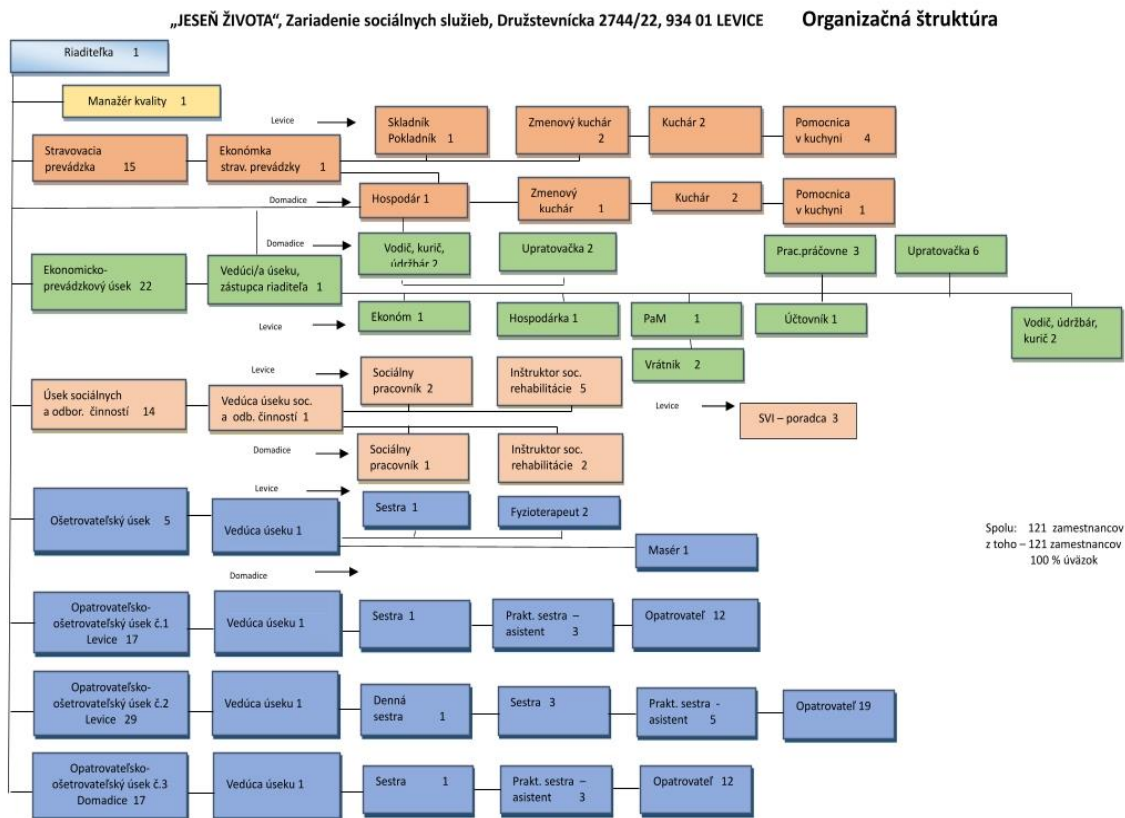 „JESEŇ ŽIVOTA“, Zariadenie sociálnych služieb, Družstevnícka 2744/22, 934 01 LEVICE Organizačná štruktúra
Riaditeľka 1
Manažér kvality 1
Levice
Skladník
Pokladník 1
Zmenový kuchár
2
Kuchár 2
Pomocnica
v kuchyni 4
Stravovacia
prevádzka 15
Ekonómka
strav. prevádzky 1
Domadice
Hospodár 1
Zmenový
kuchár 1
Kuchár 2
Pomocnica
v kuchyni 1
Domadice
Vodič, kurič,
údržbár 2
Upratovačka 2
Prac.práčovne 3
Upratovačka 6
Ekonomicko-
prevádzkový úsek 22
Vedúci/a úseku,
zástupca riaditeľa 1
Levice
Ekonóm 1
Hospodárka 1
PaM 1
Účtovník 1
Vodič, údržbár,
kurič 2
Vrátnik 2
Levice
Sociálny
pracovník 2
Inštruktor soc.
rehabilitácie 5
Úsek sociálnych
a odbor. činností 14
Vedúca úseku soc.
a odb. činností 1
Levice
SVI – poradca 3
Domadice
Sociálny
pracovník 1
Inštruktor soc.
rehabilitácie 2
Levice
Sestra 1
Fyzioterapeut 2
Ošetrovateľský úsek 5
Vedúca úseku 1
Masér 1
Spolu: 121 zamestnancov
z toho – 121 zamestnancov
100 % úväzok
Domadice
Opatrovateľsko-
ošetrovateľský úsek č.1
Levice 17
Vedúca úseku 1
Sestra 1
Prakt. sestra –
asistent 3
Opatrovateľ 12
Opatrovateľsko-
ošetrovateľský úsek č.2
Levice 29
Vedúca úseku 1
Denná
sestra 1
Sestra 3
Prakt. sestra -
asistent 5
Opatrovateľ 19
Opatrovateľsko-
ošetrovateľský úsek č.3
Domadice 17
Vedúca úseku 1
Sestra 1
Prakt. sestra –
asistent 3
Opatrovateľ 12